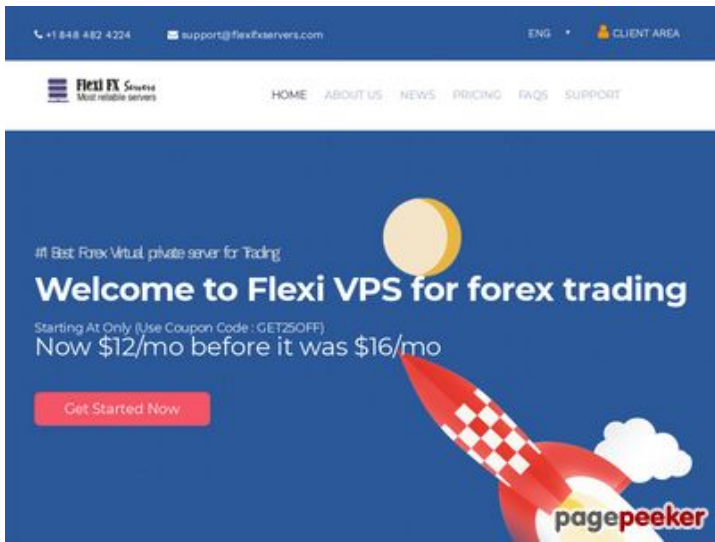 +1 848 482 4224 support@flexifxservers.com ENG CLIENT AREA
Flexi FX Servers
Most reliable servers
HOME ABOUT US NEWS PRICING FAQS SUPPORT
#1 Best Forex Virtual private server for Trading
Welcome to Flexi VPS for forex trading
Starting At Only (Use Coupon Code : GET25OFF)
Now $12/mo before it was $16/mo
Get Started Now
pagepeeker